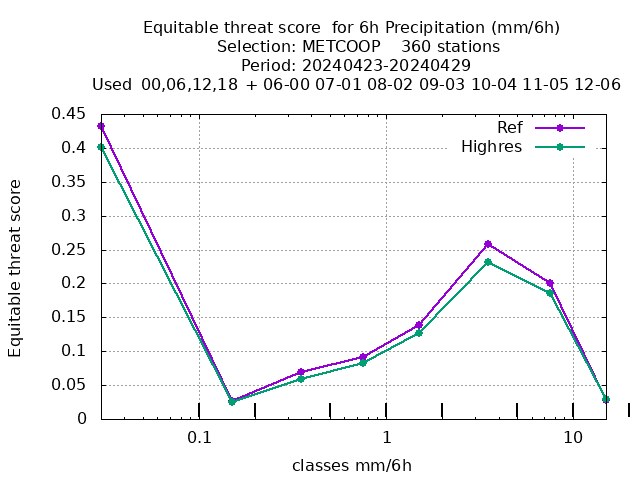 Equitable threat score  for 6h Precipitation (mm/6h)
Selection: METCOOP    360 stations
Period: 20240423-20240429
Used  00,06,12,18  + 06-00 07-01 08-02 09-03 10-04 11-05 12-06
Ref
Highres
0.45
0.4
0.35
0.3
0.25
0.2
0.15
0.1
0.05
0
Equitable threat score
0.1
1
10
classes mm/6h